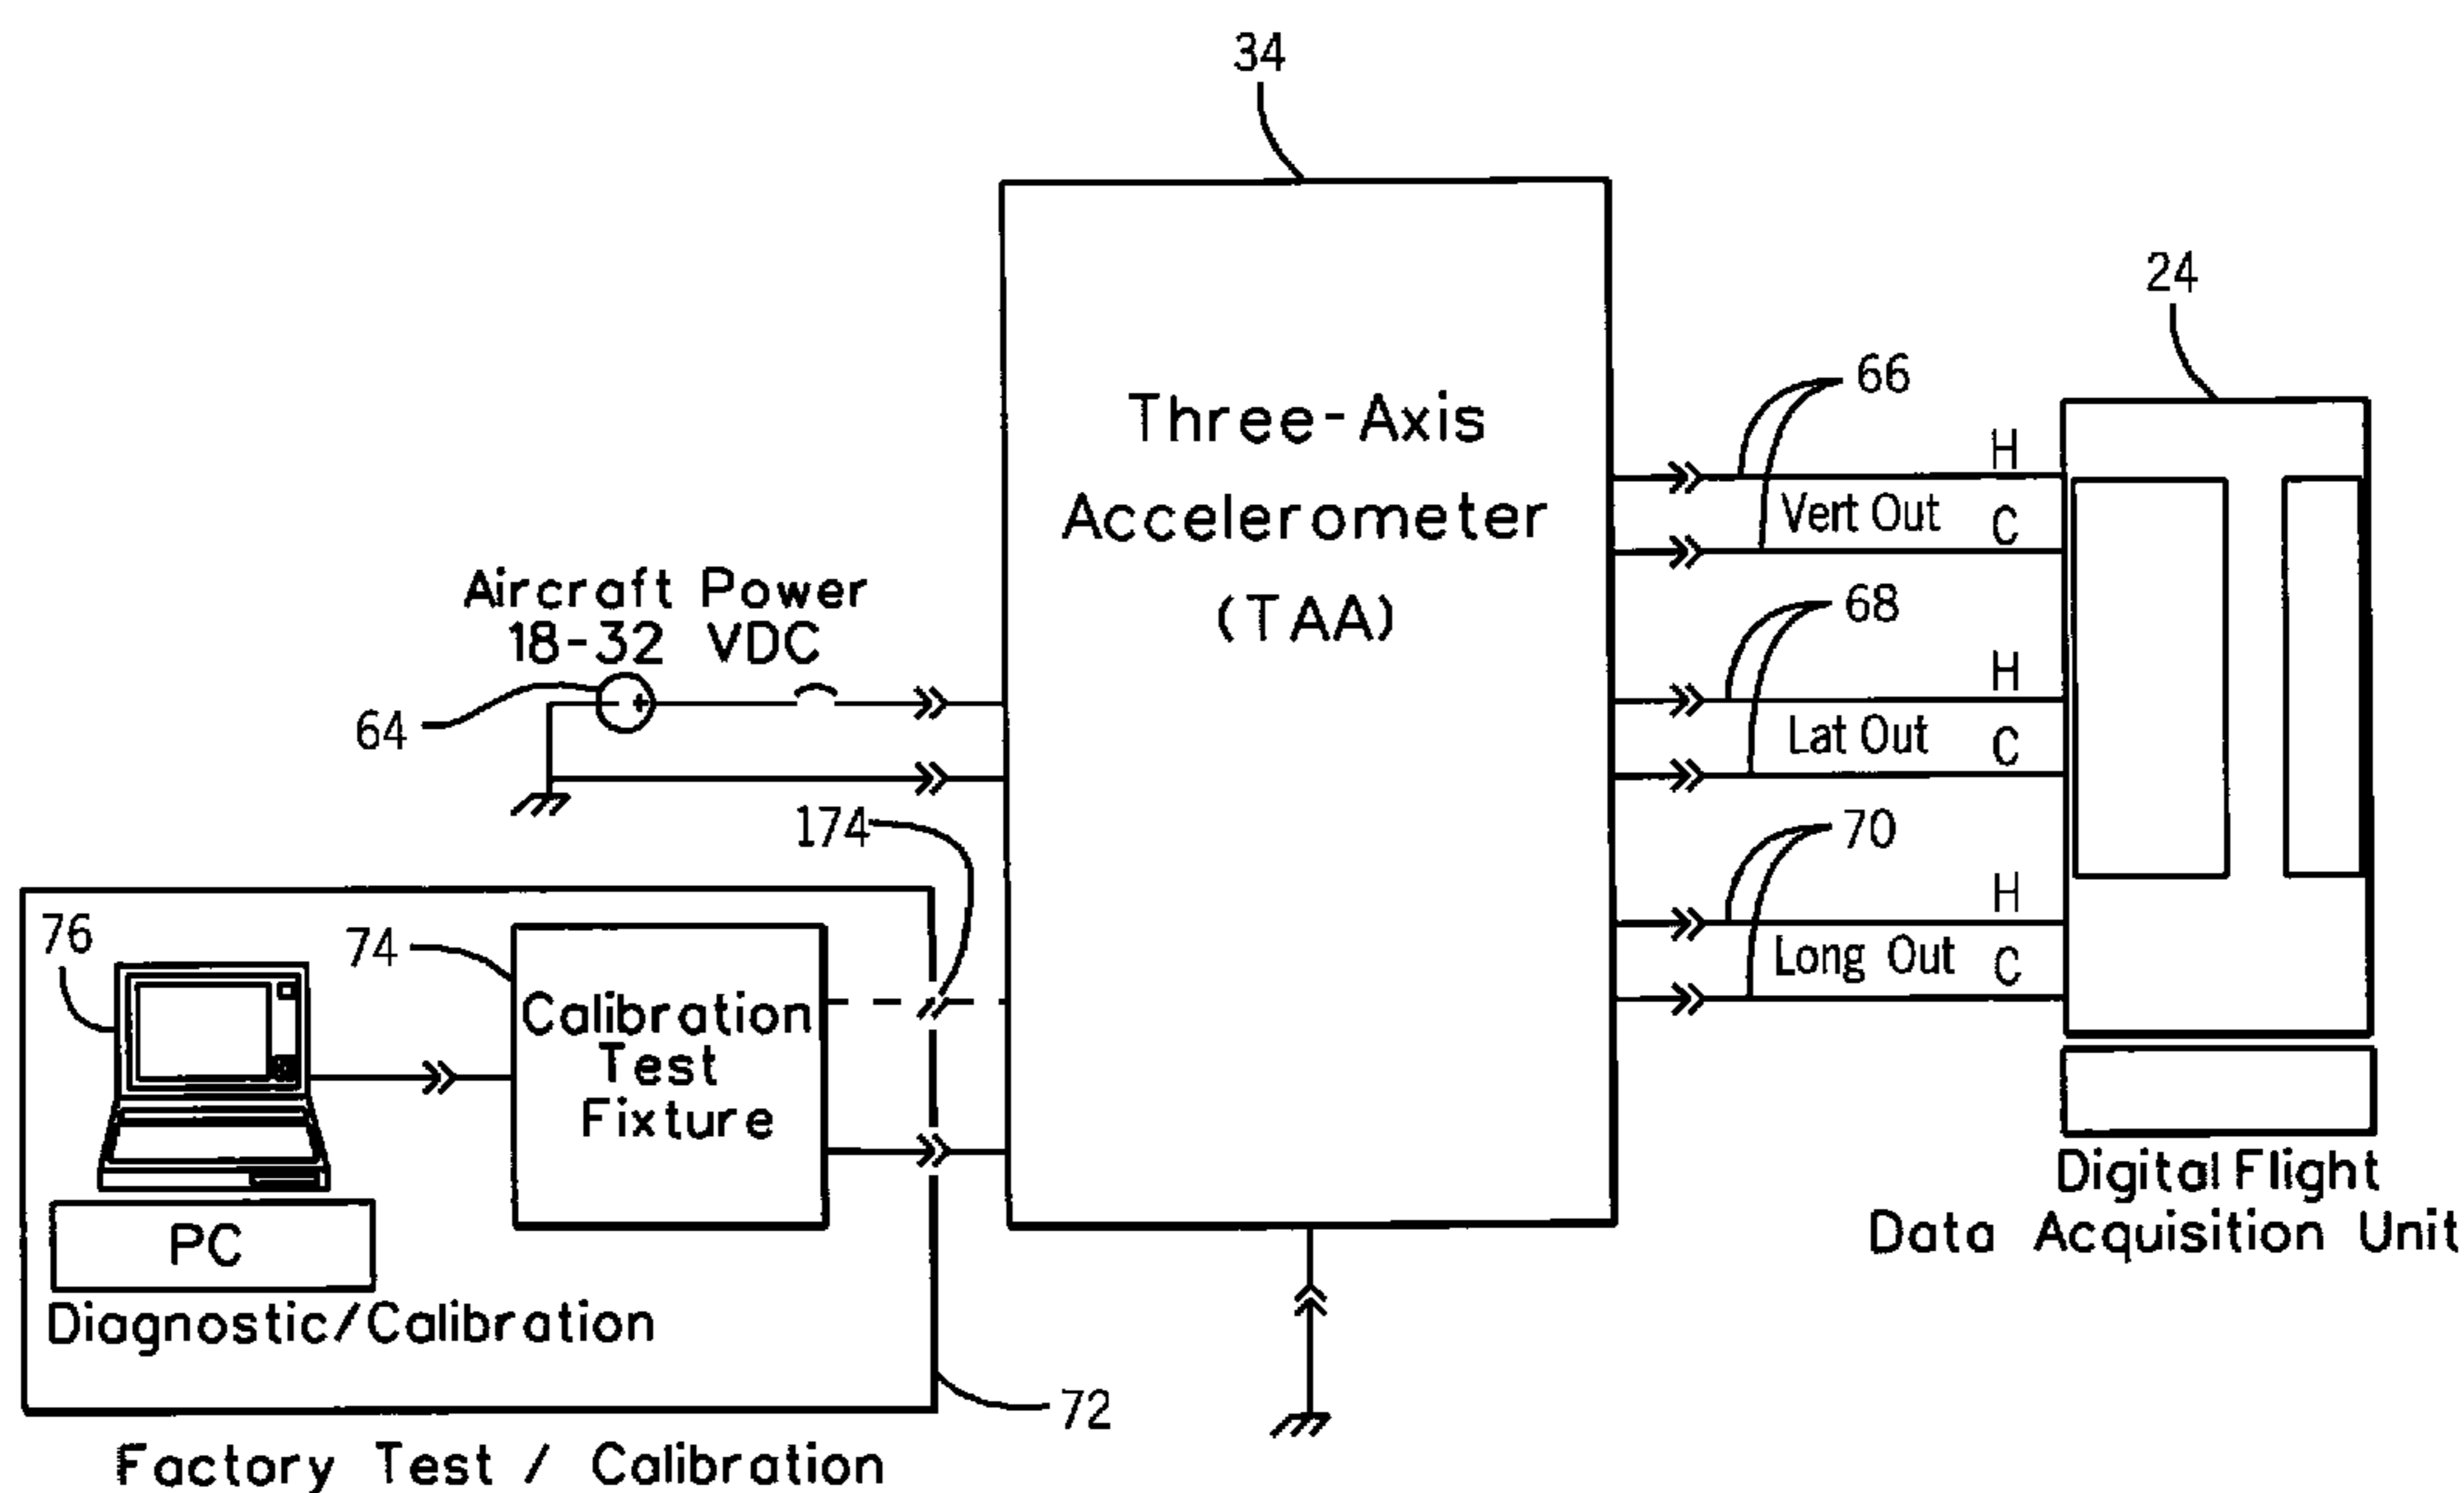 34
24
Three-Axis
Accelerometer
(TAA)
66
H
Vert Out
C
68
H
Lat Out
C
70
H
Long Out
C
Aircraft Power
18-32 VDC
+
64
174
76
74
Calibration
Test
Fixture
PC
Diagnostic/Calibration
72
Factory Test / Calibration
Digital Flight
Data Acquisition Unit